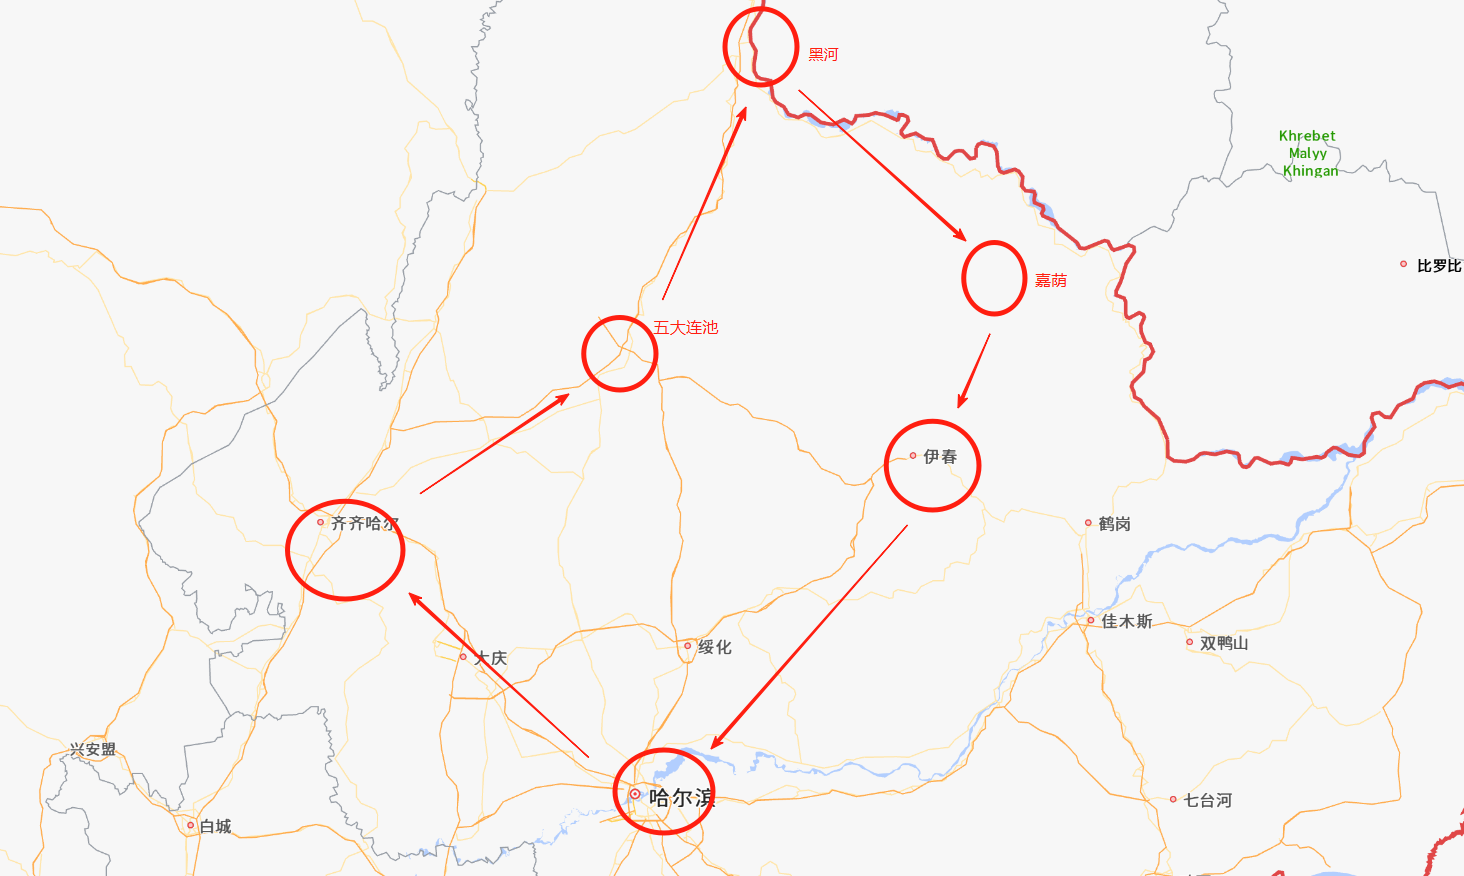 黑河
Khrebet
Malyy
Khingan
比罗比
嘉荫
五大连池
伊春
齐齐哈尔
鹤岗
佳木斯
双鸭山
绥化
大庆
兴安盟
哈尔滨
七台河
白城